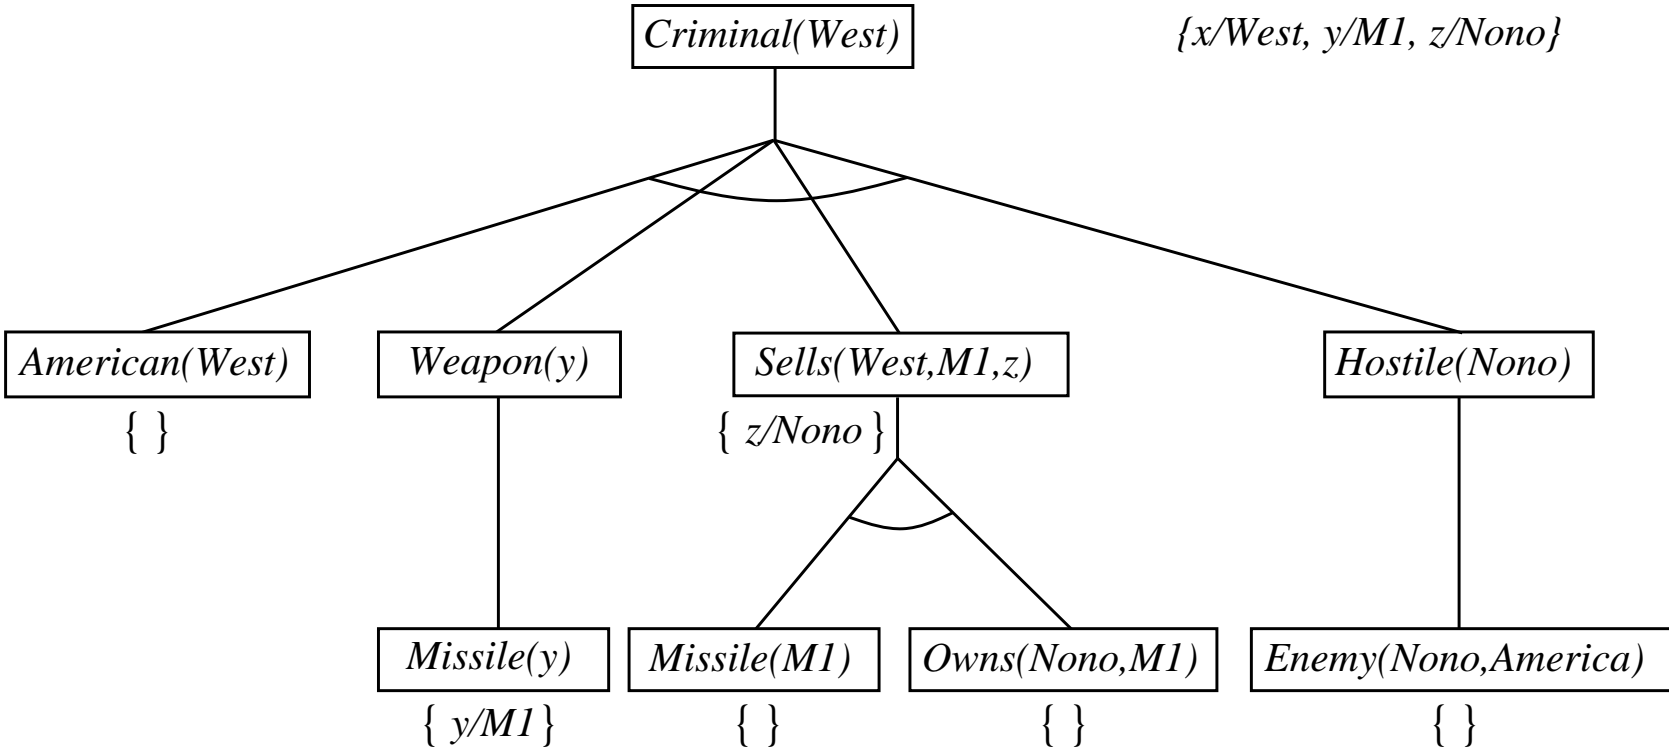 Criminal(West)
{x/West, y/M1, z/Nono}
American(West)
Weapon(y)
Sells(West,M1,z)
Hostile(Nono)
{ }
{ z/Nono }
Missile(y)
Missile(M1)
Owns(Nono,M1)
Enemy(Nono,America)
{ y/M1 }
{ }
{ }
{ }